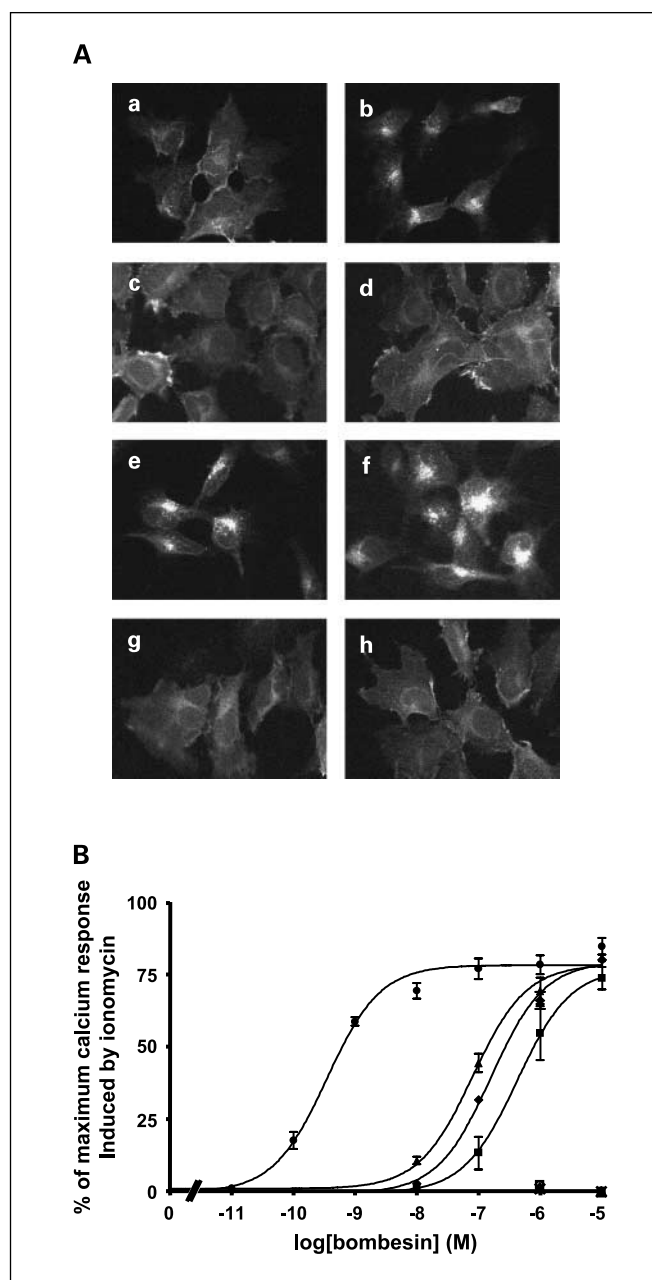 A
a
b
c
d
e
f
g
h
B
% of maximum calcium response
Induced by ionomycin
100
75
50
25
0
0 -11 -10 -9 -8 -7 -6 -5
log[bombesin] (M)